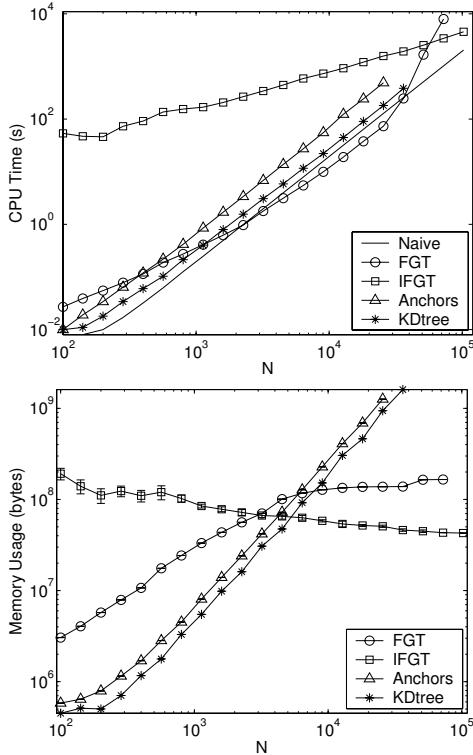 10^4
10^2
10^0
10^-2
CPU Time (s)
10^2
10^3
10^4
10^5
N
Naive
FGT
IFGT
Anchors
KDtree
10^9
10^8
10^7
10^6
Memory Usage (bytes)
10^2
10^3
10^4
10^5
N
FGT
IFGT
Anchors
KDtree